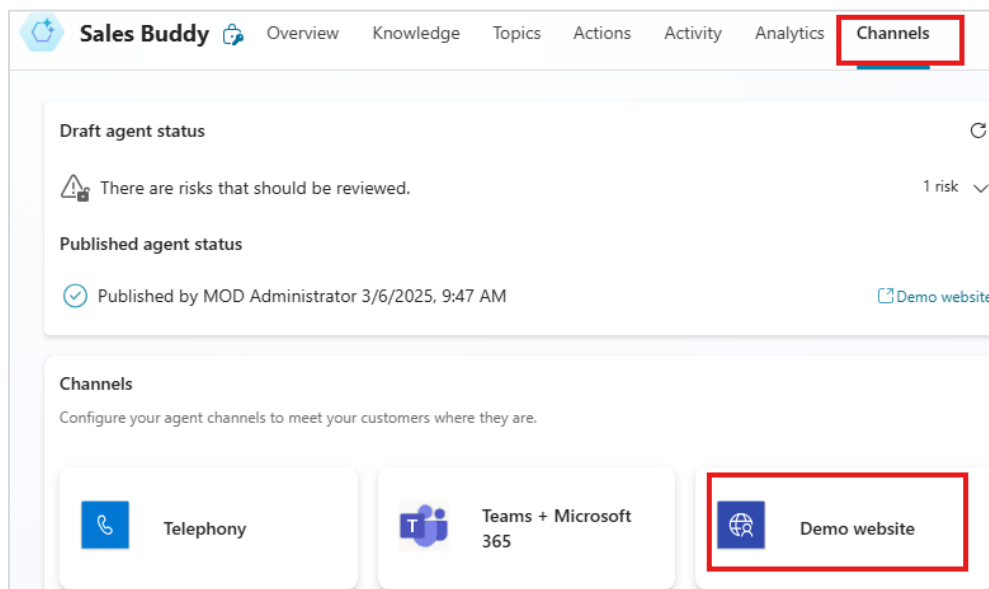 Sales Buddy Overview Knowledge Topics Actions Activity Analytics Channels
Draft agent status
There are risks that should be reviewed. 1 risk
Published agent status
Published by MOD Administrator 3/6/2025, 9:47 AM Demo website
Channels
Configure your agent channels to meet your customers where they are.
Telephony
Teams + Microsoft
365
Demo website